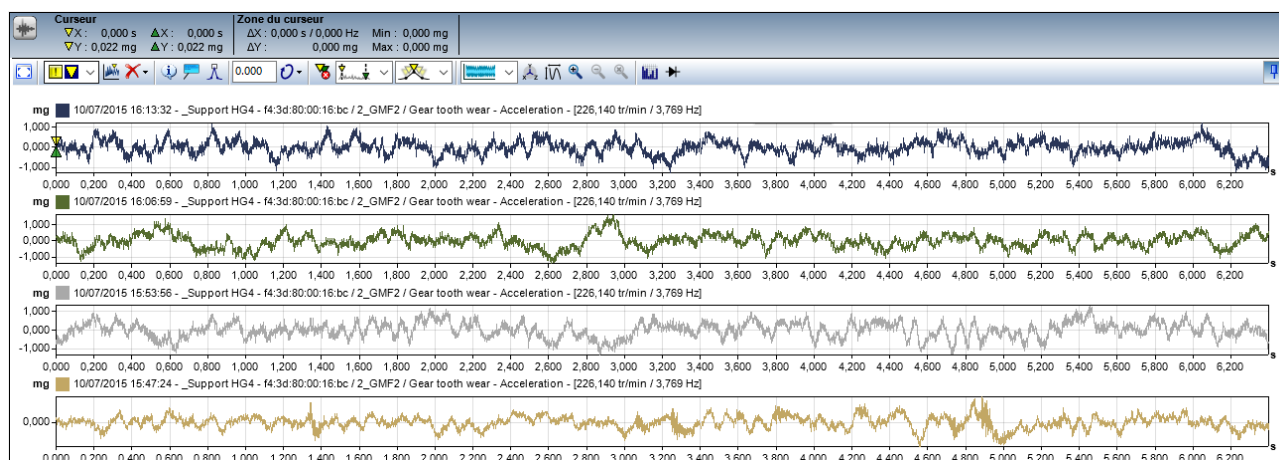 Curseur Zone du curseur
X : 0,000 s X : 0,000 s ΔX : 0,000 s / 0,000 Hz Min : 0,000 mg
Y : 0,022 mg Y : 0,022 mg ΔY : 0,000 mg Max : 0,000 mg
0.000
mg 10/07/2015 16:13:32 - _Support HG4 - f4:3d:80:00:16:bc / 2_GMF2 / Gear tooth wear - Acceleration - [226,140 tr/min / 3,769 Hz]
1,000
0,000
-1,000
s
0,000 0,200 0,400 0,600 0,800 1,000 1,200 1,400 1,600 1,800 2,000 2,200 2,400 2,600 2,800 3,000 3,200 3,400 3,600 3,800 4,000 4,200 4,400 4,600 4,800 5,000 5,200 5,400 5,600 5,800 6,000 6,200
mg 10/07/2015 16:06:59 - _Support HG4 - f4:3d:80:00:16:bc / 2_GMF2 / Gear tooth wear - Acceleration - [226,140 tr/min / 3,769 Hz]
1,000
0,000
-1,000
s
0,000 0,200 0,400 0,600 0,800 1,000 1,200 1,400 1,600 1,800 2,000 2,200 2,400 2,600 2,800 3,000 3,200 3,400 3,600 3,800 4,000 4,200 4,400 4,600 4,800 5,000 5,200 5,400 5,600 5,800 6,000 6,200
mg 10/07/2015 15:53:56 - _Support HG4 - f4:3d:80:00:16:bc / 2_GMF2 / Gear tooth wear - Acceleration - [226,140 tr/min / 3,769 Hz]
1,000
0,000
-1,000
s
0,000 0,200 0,400 0,600 0,800 1,000 1,200 1,400 1,600 1,800 2,000 2,200 2,400 2,600 2,800 3,000 3,200 3,400 3,600 3,800 4,000 4,200 4,400 4,600 4,800 5,000 5,200 5,400 5,600 5,800 6,000 6,200
mg 10/07/2015 15:47:24 - _Support HG4 - f4:3d:80:00:16:bc / 2_GMF2 / Gear tooth wear - Acceleration - [226,140 tr/min / 3,769 Hz]
0,000
s
0,000 0,200 0,400 0,600 0,800 1,000 1,200 1,400 1,600 1,800 2,000 2,200 2,400 2,600 2,800 3,000 3,200 3,400 3,600 3,800 4,000 4,200 4,400 4,600 4,800 5,000 5,200 5,400 5,600 5,800 6,000 6,200